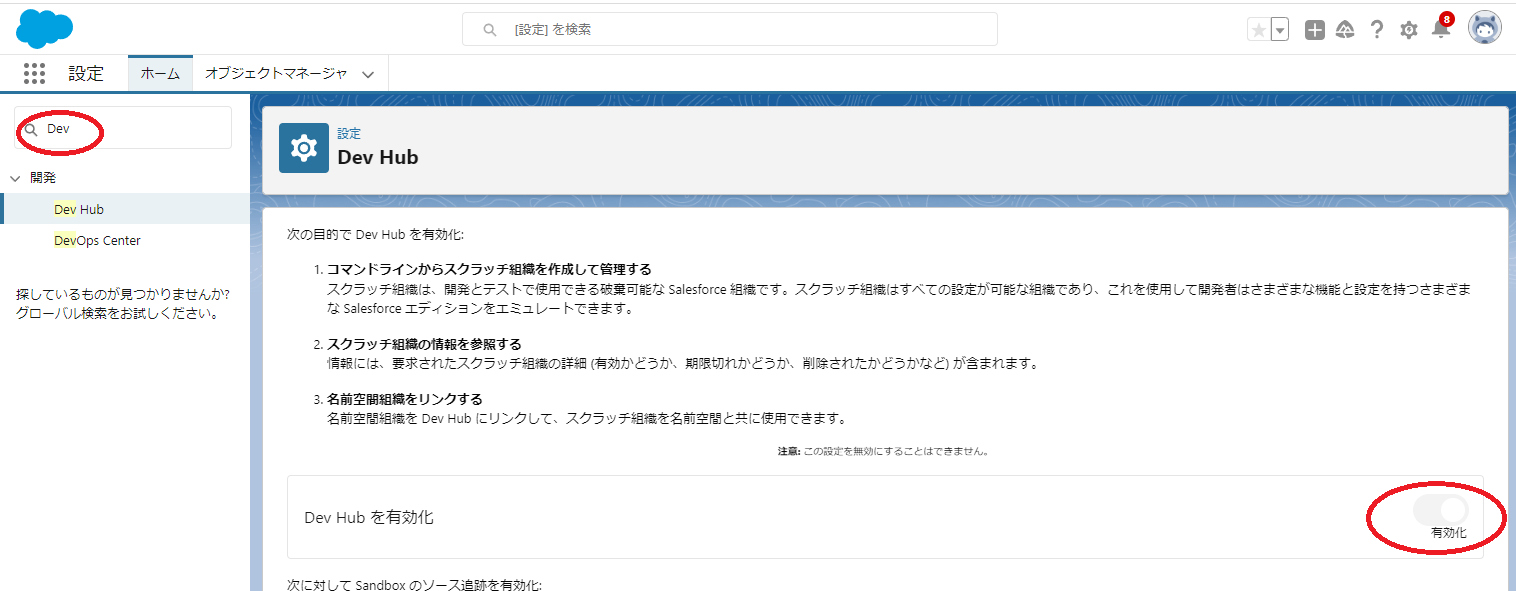 [設定] を検索
8
設定
ホーム
オブジェクトマネージャ
Dev
開発
Dev Hub
DevOps Center
探しているものが見つかりませんか?
グローバル検索をお試しください。
設定
Dev Hub
次の目的で Dev Hub を有効化:
1. コマンドラインからスクラッチ組織を作成して管理する
スクラッチ組織は、開発とテストで使用できる破棄可能な Salesforce 組織です。スクラッチ組織はすべての設定が可能な組織であり、これを使用して開発者はさまざまな機能と設定を持つさまざま
な Salesforce エディションをエミュレートできます。
2. スクラッチ組織の情報を参照する
情報には、要求されたスクラッチ組織の詳細 (有効かどうか、期限切れかどうか、削除されたかどうかなど) が含まれます。
3. 名前空間組織をリンクする
名前空間組織を Dev Hub にリンクして、スクラッチ組織を名前空間と共に使用できます。
注意: この設定を無効にすることはできません。
Dev Hub を有効化
有効化
次に対して Sandbox のソース追跡を有効化: